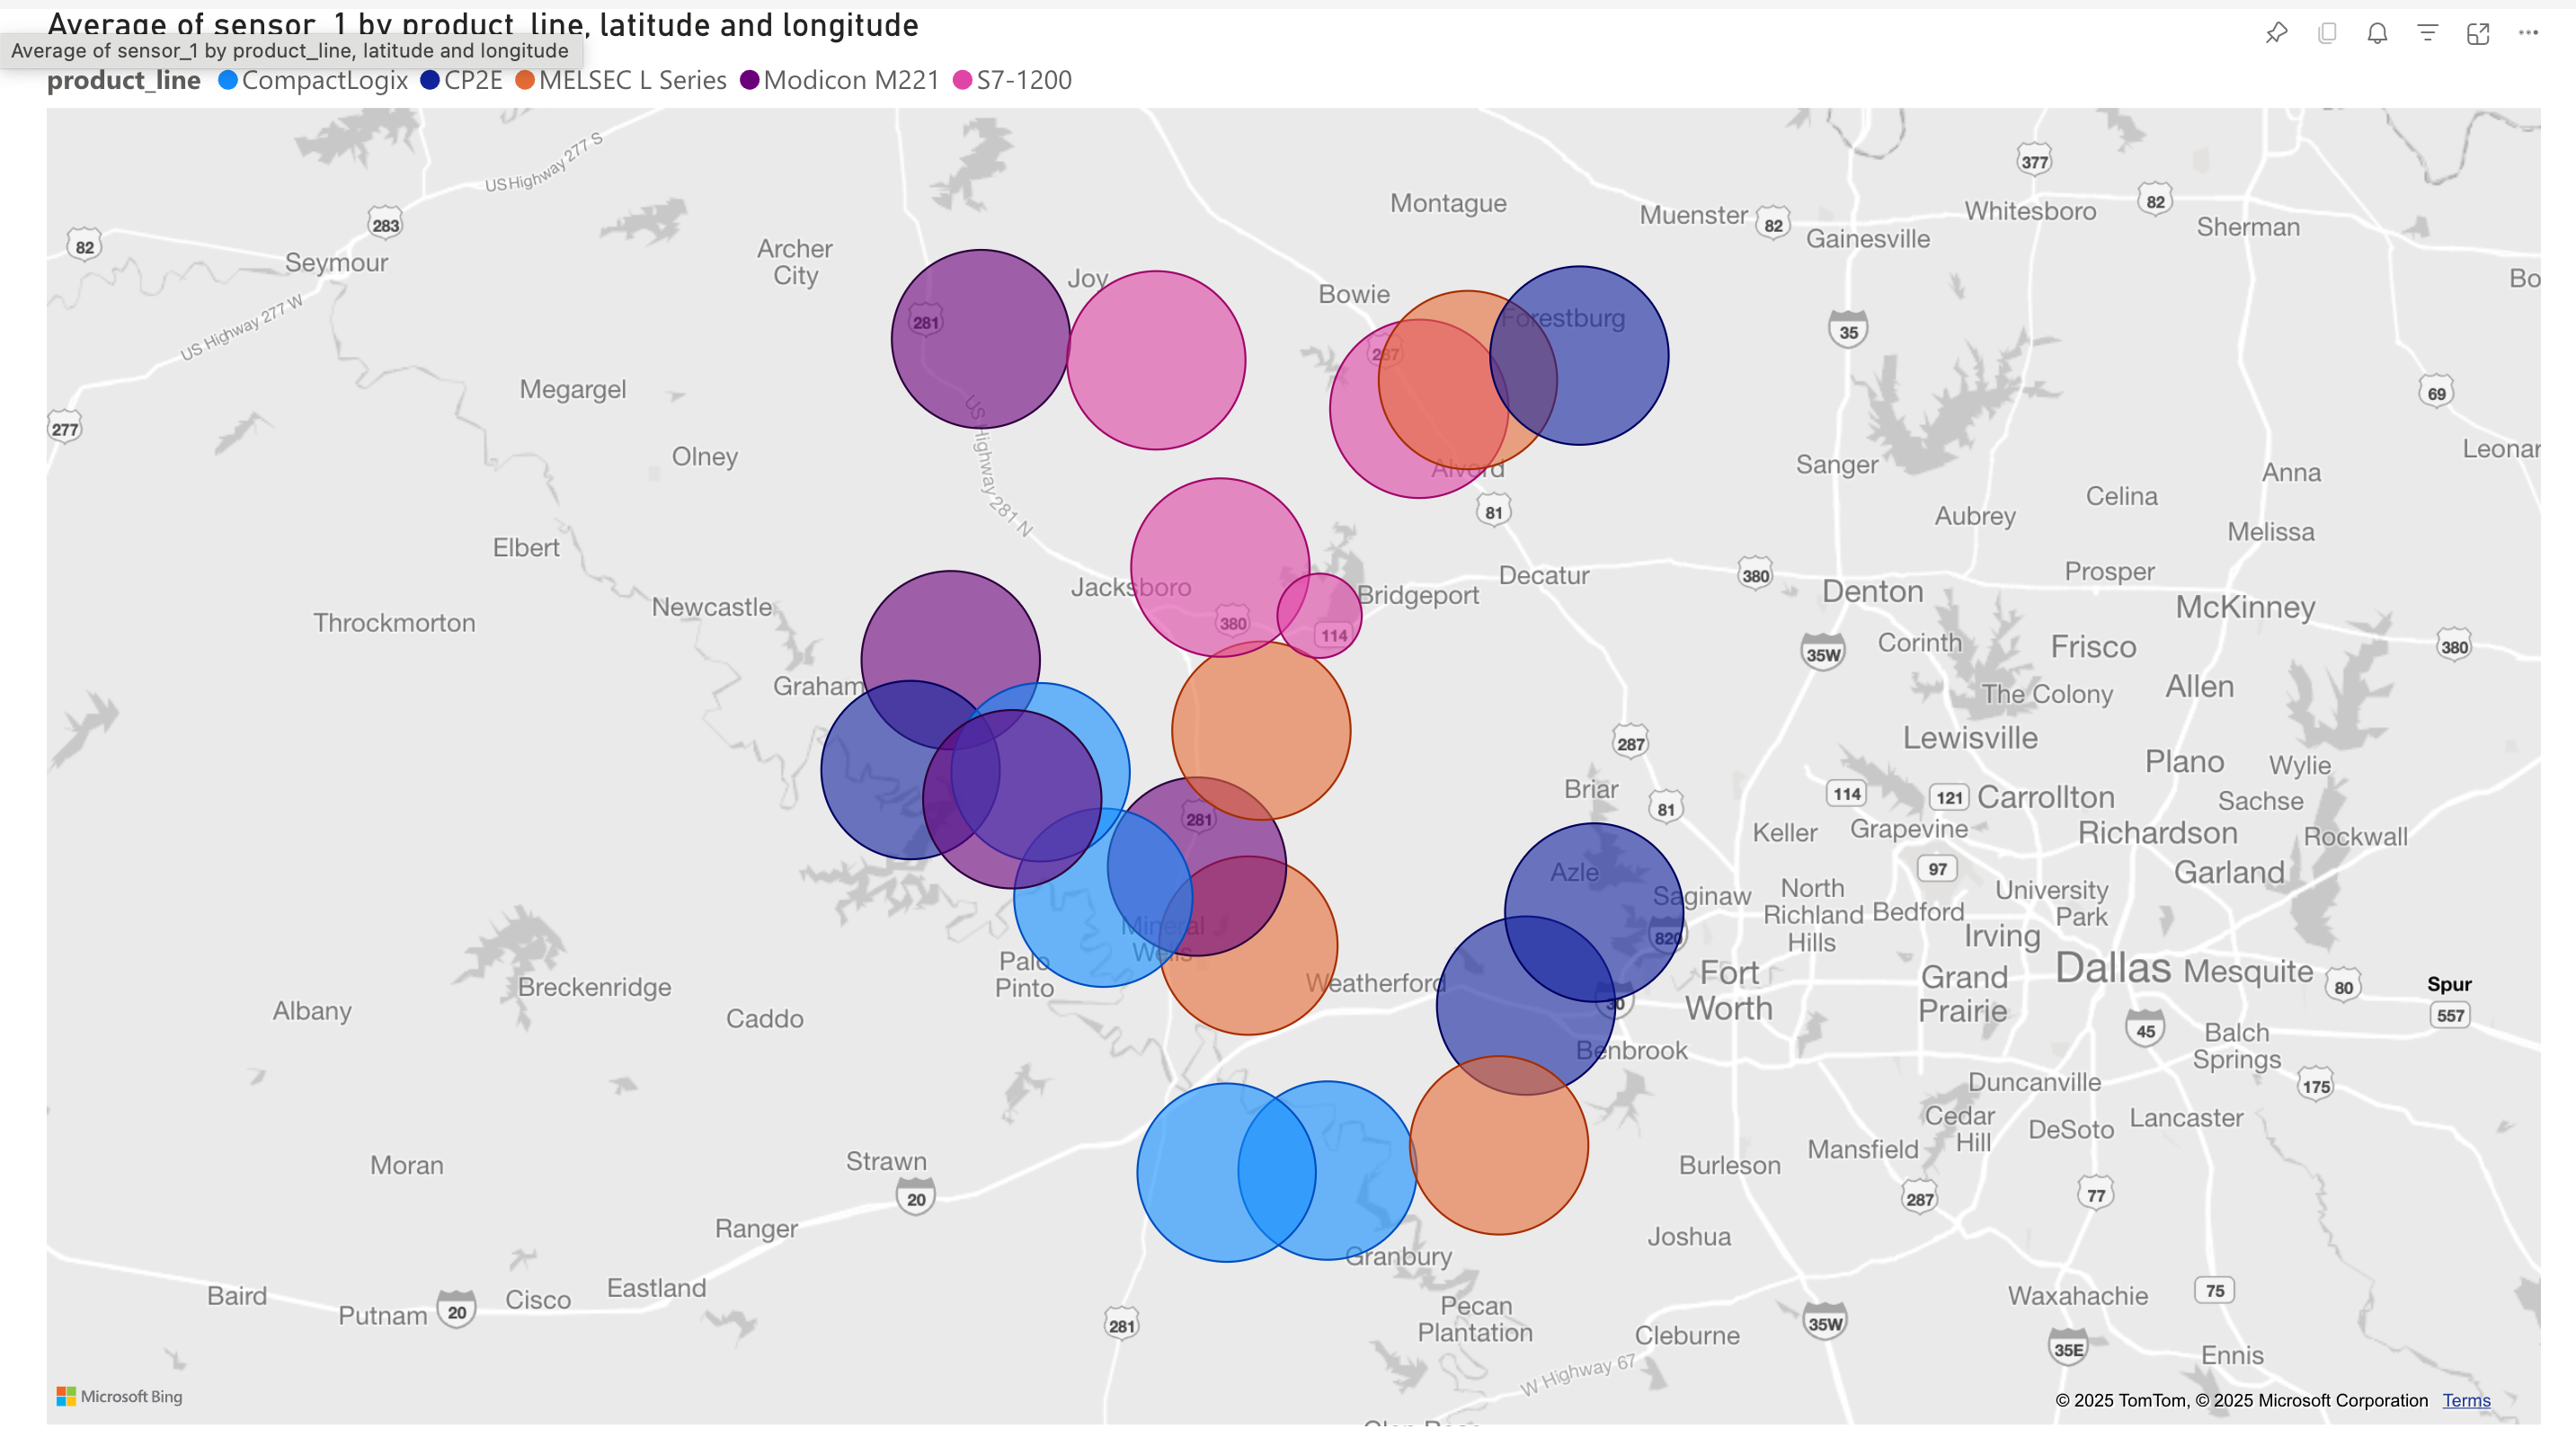 Average of sensor_1 by product_line, latitude and longitude
Average of sensor_1 by product_line, latitude and longitude
product_line CompactLogix CP2E MELSEC L Series Modicon M221 S7-1200
US Highway 277 S
377
Montague
82
Muenster
82
Whitesboro
283
82
Gainesville
Sherman
Seymour
Archer
City
Joy
Bowie
Bo
US Highway 277 W
281
Forestburg
35
287
Megargel
69
277
US Highway 281 N
Olney
Alvord
Sanger
Leonar
Anna
81
Celina
Aubrey
Melissa
Elbert
Jacksboro
Bridgeport
Decatur
380
Denton
Prosper
Newcastle
McKinney
Throckmorton
380
114
35W
Corinth
Frisco
380
Graham
The Colony
Allen
287
Lewisville
Plano
Wylie
Briar
81
114
121
Carrollton
Sachse
281
Keller
Grapevine
Richardson
Rockwall
Azle
97
Garland
Saginaw
North
Richland
Hills
Bedford
University
Park
Mineral
Wells
820
Irving
Palo
Pinto
Weatherford
Fort
Worth
Grand
Prairie
Dallas
Mesquite
80
Spur
557
Breckenridge
Albany
Caddo
30
45
Balch
Springs
Benbrook
Duncanville
175
Cedar
Hill
DeSoto
Lancaster
Moran
Strawn
Burleson
Mansfield
20
287
77
Ranger
Joshua
Granbury
Baird
Putnam
20
Cisco
Eastland
Waxahachie
75
281
Pecan
Plantation
35W
Cleburne
35E
Ennis
W Highway 67
Microsoft Bing
© 2025 TomTom, © 2025 Microsoft Corporation Terms